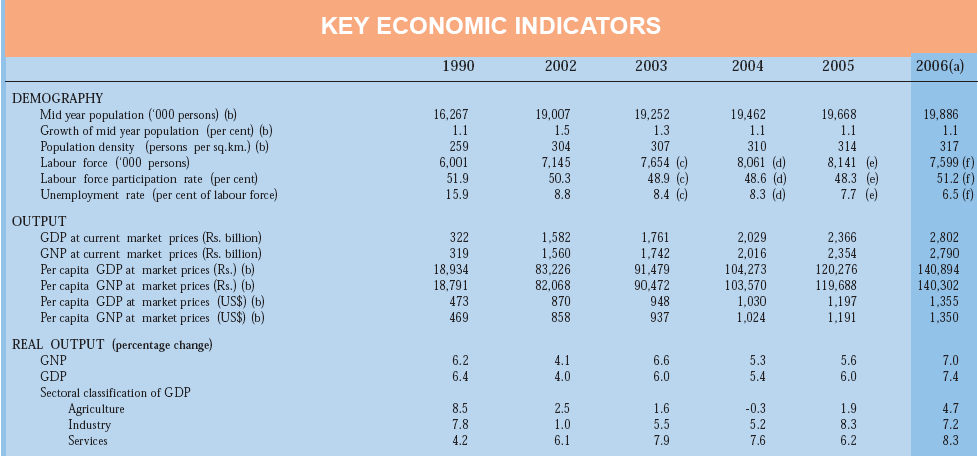 KEY ECONOMIC INDICATORS
1990 2002 2003 2004 2005 2006(a)
DEMOGRAPHY
Mid year population ('000 persons) (b) 16,267 19,007 19,252 19,462 19,668 19,886
Growth of mid year population (per cent) (b) 1.1 1.5 1.3 1.1 1.1 1.1
Population density (persons per sq.km.) (b) 259 304 307 310 314 317
Labour force ('000 persons) 6,001 7,145 7,654 (c) 8,061 (d) 8,141 (e) 7,599 (f)
Labour force participation rate (per cent) 51.9 50.3 48.9 (c) 48.6 (d) 48.3 (e) 51.2 (f)
Unemployment rate (per cent of labour force) 15.9 8.8 8.4 (c) 8.3 (d) 7.7 (e) 6.5 (f)
OUTPUT
GDP at current market prices (Rs. billion) 322 1,582 1,761 2,029 2,366 2,802
GNP at current market prices (Rs. billion) 319 1,560 1,742 2,016 2,354 2,790
Per capita GDP at market prices (Rs.) (b) 18,934 83,226 91,479 104,273 120,276 140,894
Per capita GNP at market prices (Rs.) (b) 18,791 82,068 90,472 103,570 119,688 140,302
Per capita GDP at market prices (US$) (b) 473 870 948 1,030 1,197 1,355
Per capita GNP at market prices (US$) (b) 469 858 937 1,024 1,191 1,350
REAL OUTPUT (percentage change)
GNP 6.2 4.1 6.6 5.3 5.6 7.0
GDP 6.4 4.0 6.0 5.4 6.0 7.4
Sectoral classification of GDP
Agriculture 8.5 2.5 1.6 -0.3 1.9 4.7
Industry 7.8 1.0 5.5 5.2 8.3 7.2
Services 4.2 6.1 7.9 7.6 6.2 8.3